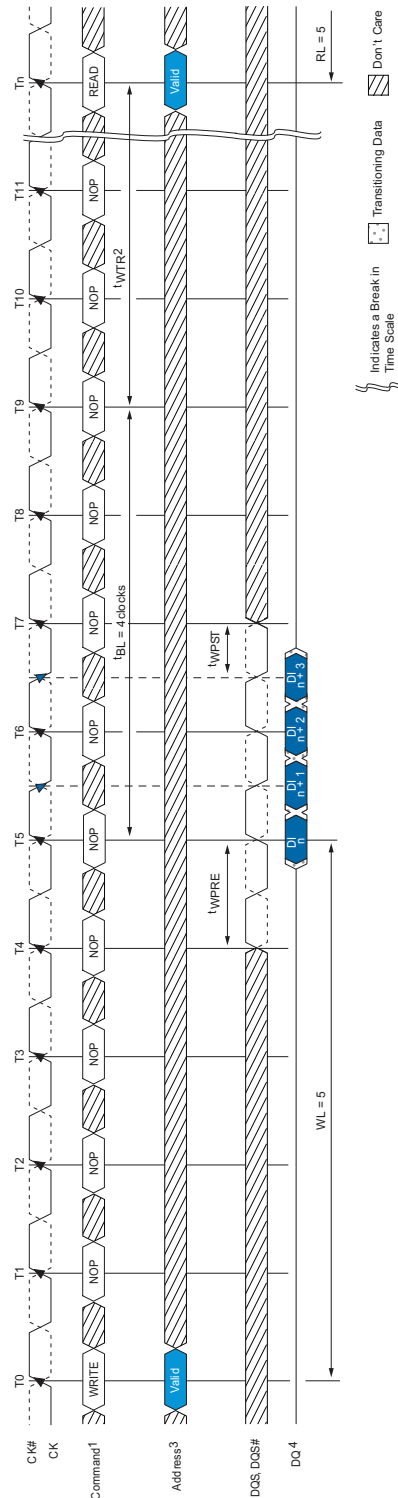 T0 T1 T2 T3 T4 T5 T6 T7 T8 T9 T10 T11 Tn
CK#
CK
Command1 WRITE NOP NOP NOP NOP NOP NOP NOP NOP NOP NOP NOP READ
tBL = 4 clocks tWTR2
Address3 Valid Valid
tWPRE tWPST
DQS, DQS#
DQ 4 DI n DI n + 1 DI n + 2 DI n + 3
WL = 5 RL = 5
Indicates a Break in
Time Scale
Transitioning Data
Don't Care